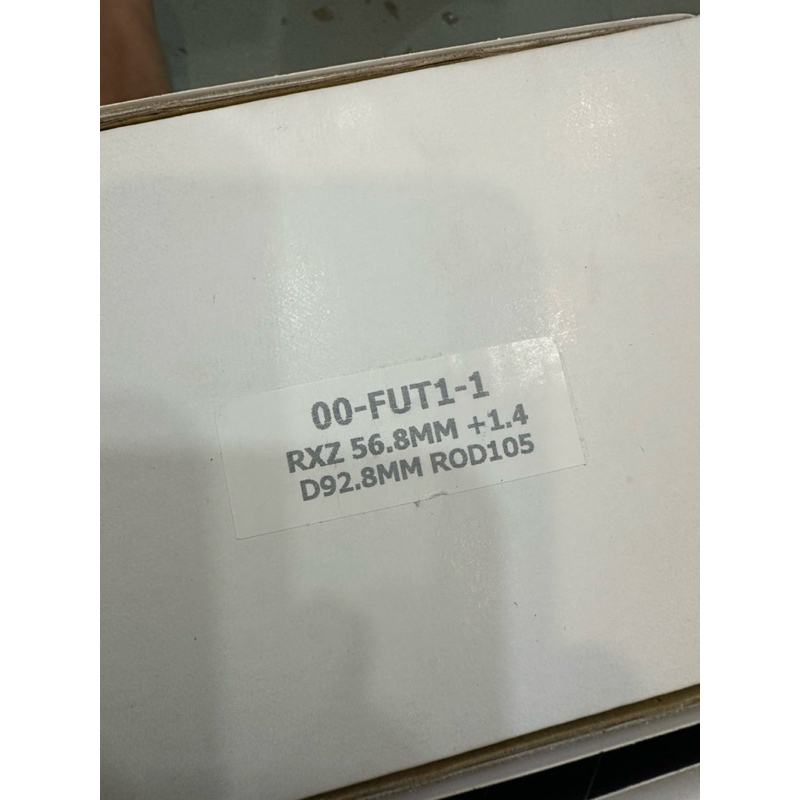 00-FUT1-1
RXZ 56.8MM +1.4
D92.8MM ROD105